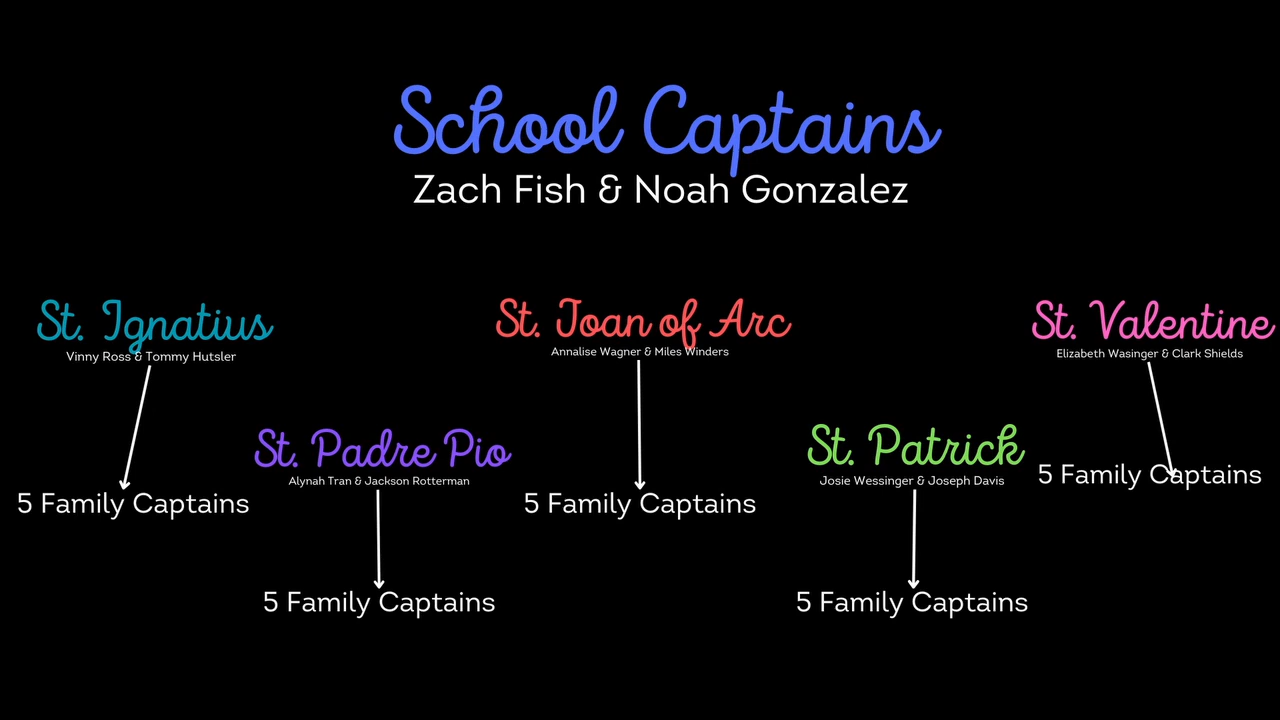 School Captains
Zach Fish & Noah Gonzalez
St. Ignatius
Vinny Ross & Tommy Hutsler
5 Family Captains
St. Padre Pio
Alynah Tran & Jackson Rotterman
5 Family Captains
St. Joan of Arc
Annalise Wagner & Miles Winders
5 Family Captains
St. Patrick
Josie Wessinger & Joseph Davis
5 Family Captains
St. Valentine
Elizabeth Wasinger & Clark Shields
5 Family Captains